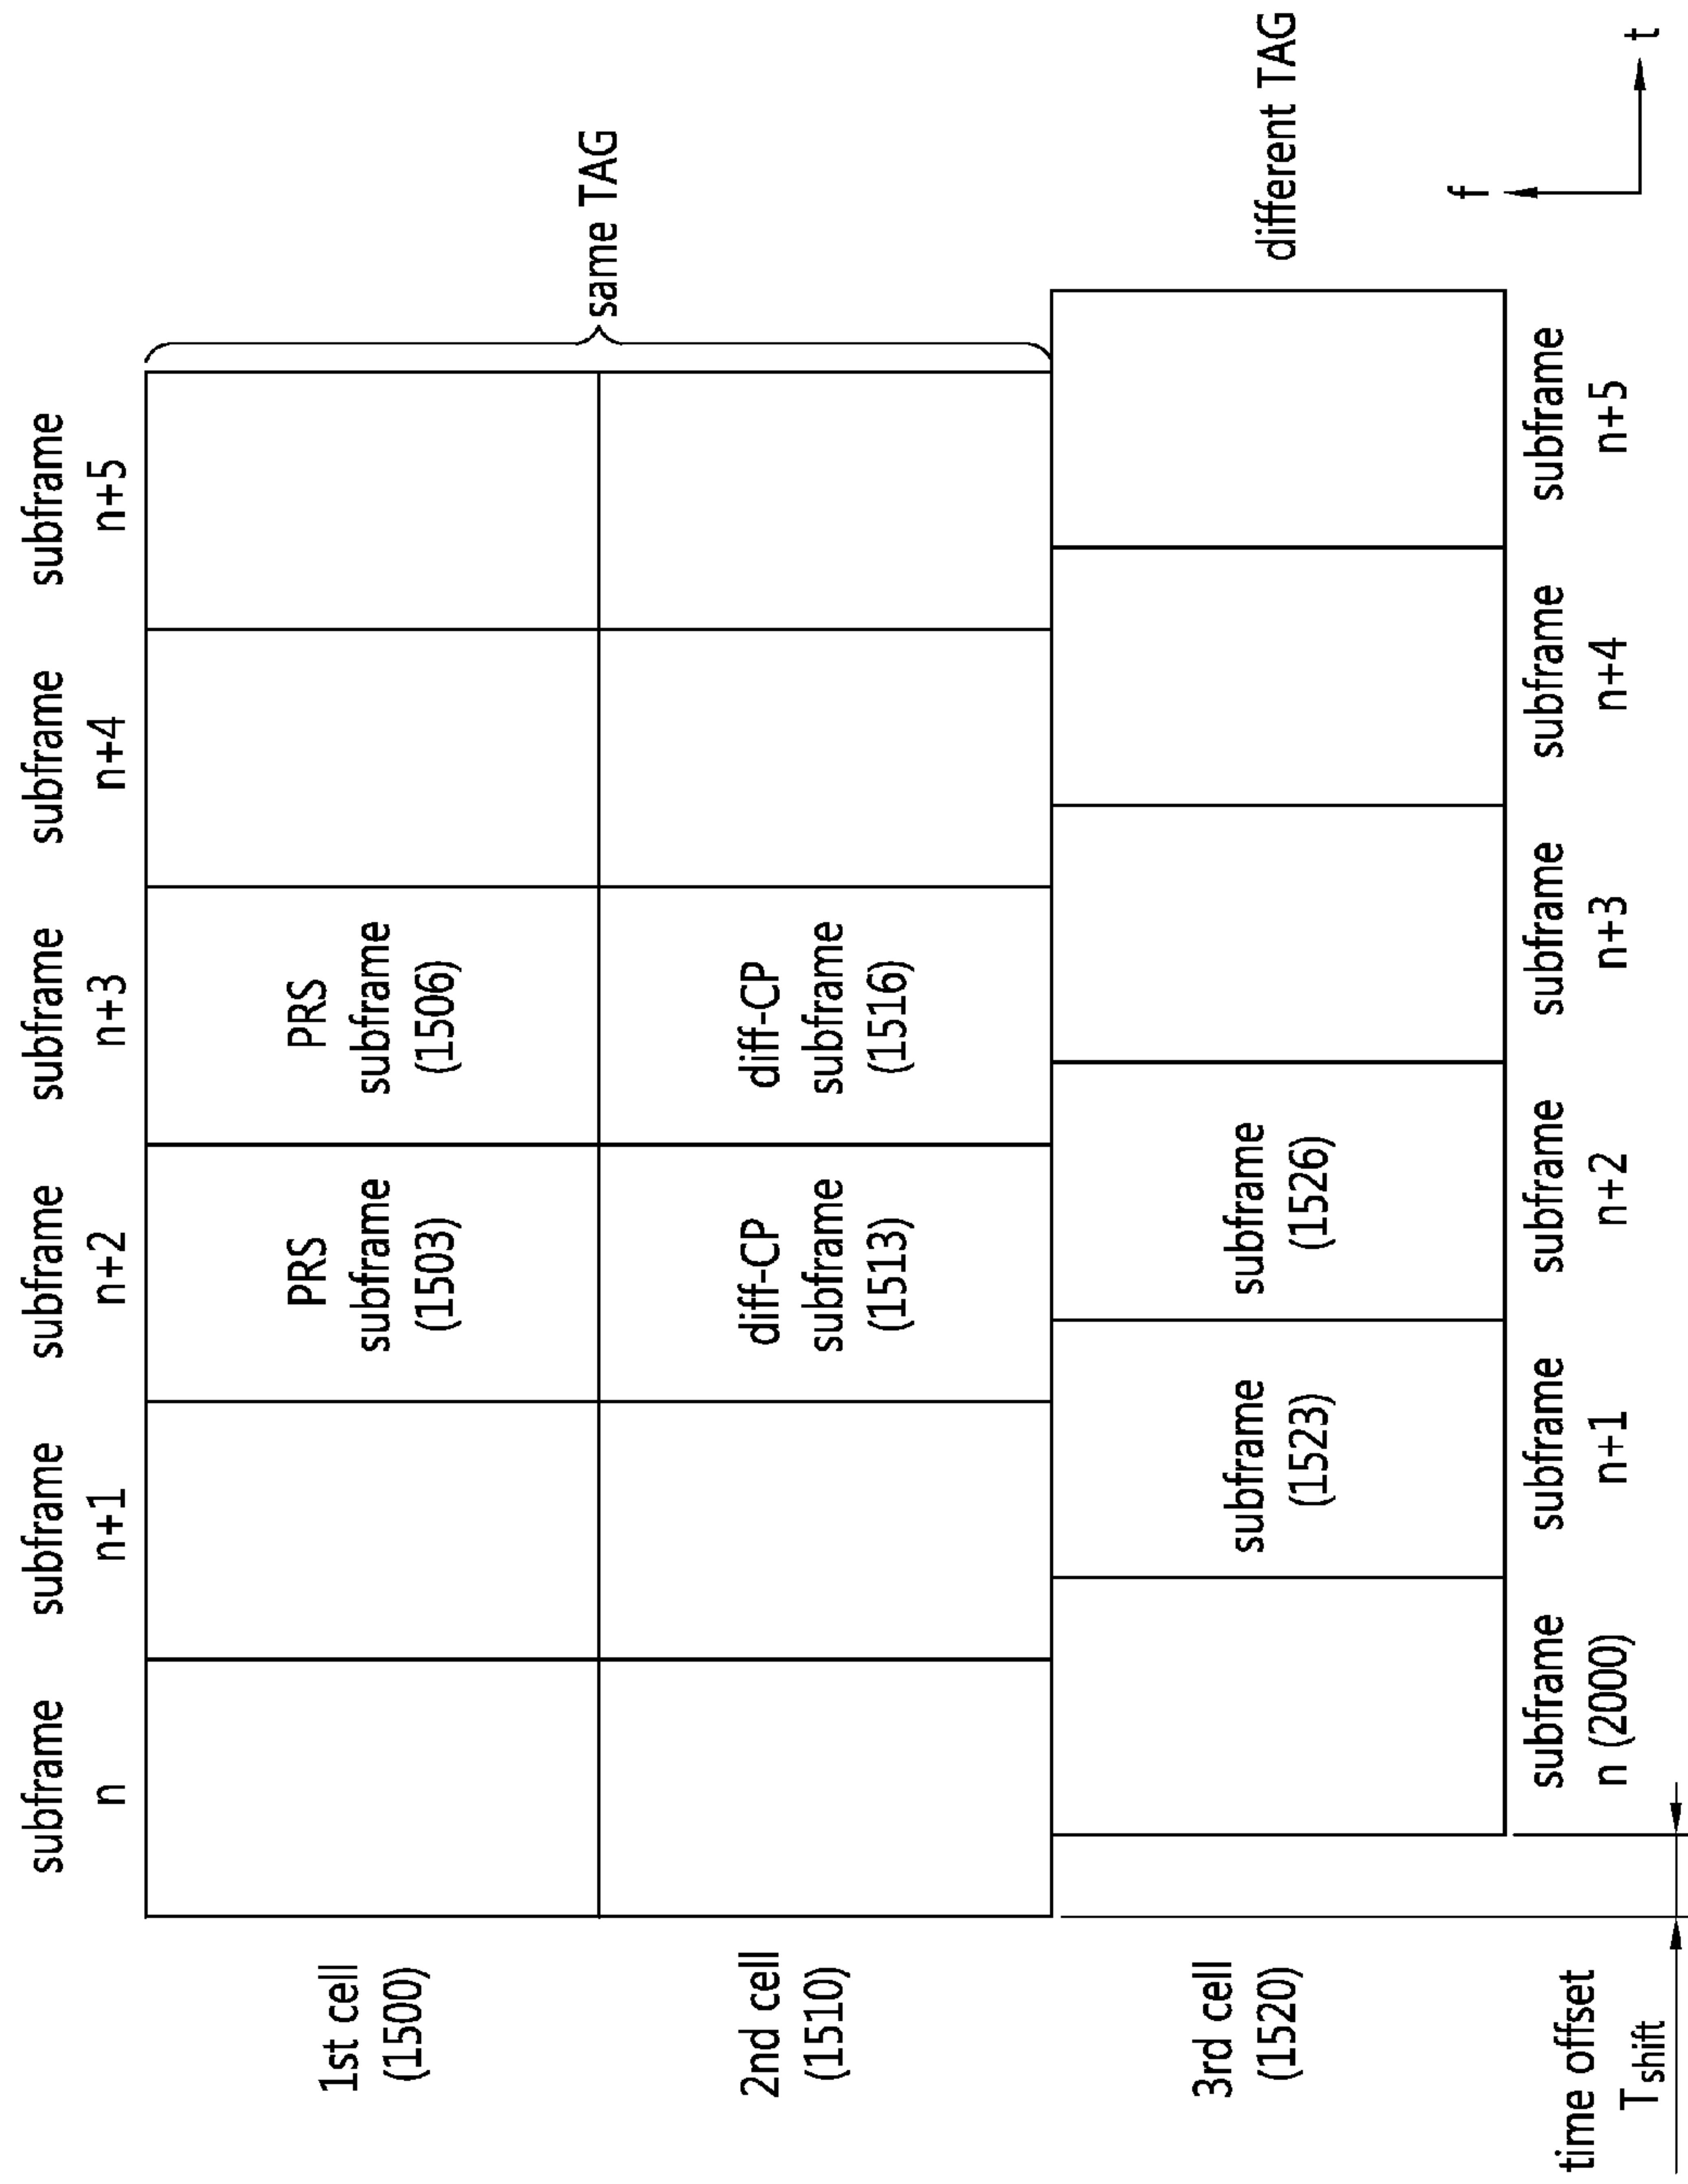 subframe
n
subframe
n+1
subframe
n+2
subframe
n+3
subframe
n+4
subframe
n+5
1st cell
(1500)
PRS
subframe
(1503)
PRS
subframe
(1506)
same TAG
2nd cell
(1510)
diff-CP
subframe
(1513)
diff-CP
subframe
(1516)
3rd cell
(1520)
subframe
(1523)
subframe
(1526)
different TAG
time offset
Tshift
subframe
n (2000)
subframe
n+1
subframe
n+2
subframe
n+3
subframe
n+4
subframe
n+5
f
t